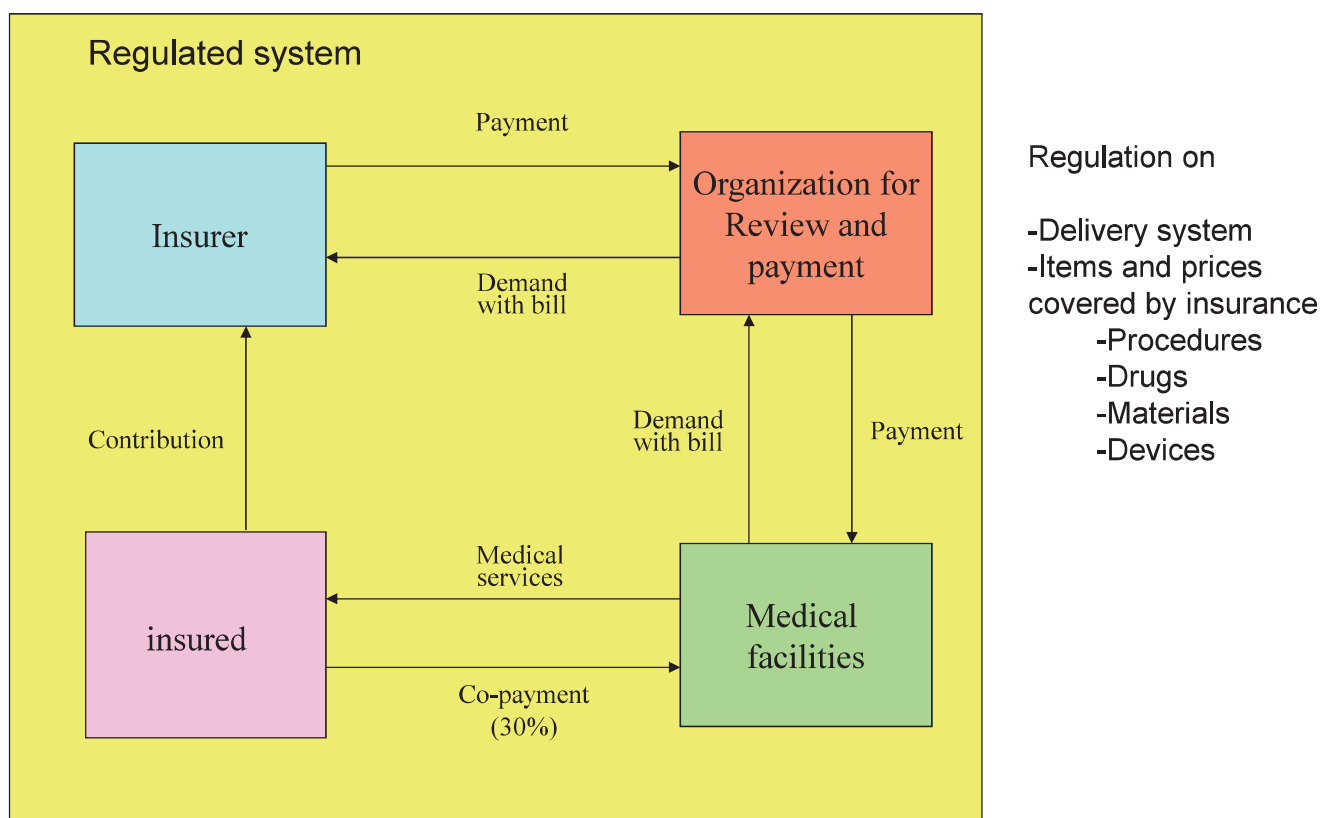 Regulated system
Payment
Insurer
Organization for
Review and
payment
Demand
with bill
Contribution
Demand
with bill
Payment
insured
Medical
services
Medical
facilities
Co-payment
(30%)
Regulation on
-Delivery system
-Items and prices
covered by insurance
-Procedures
-Drugs
-Materials
-Devices